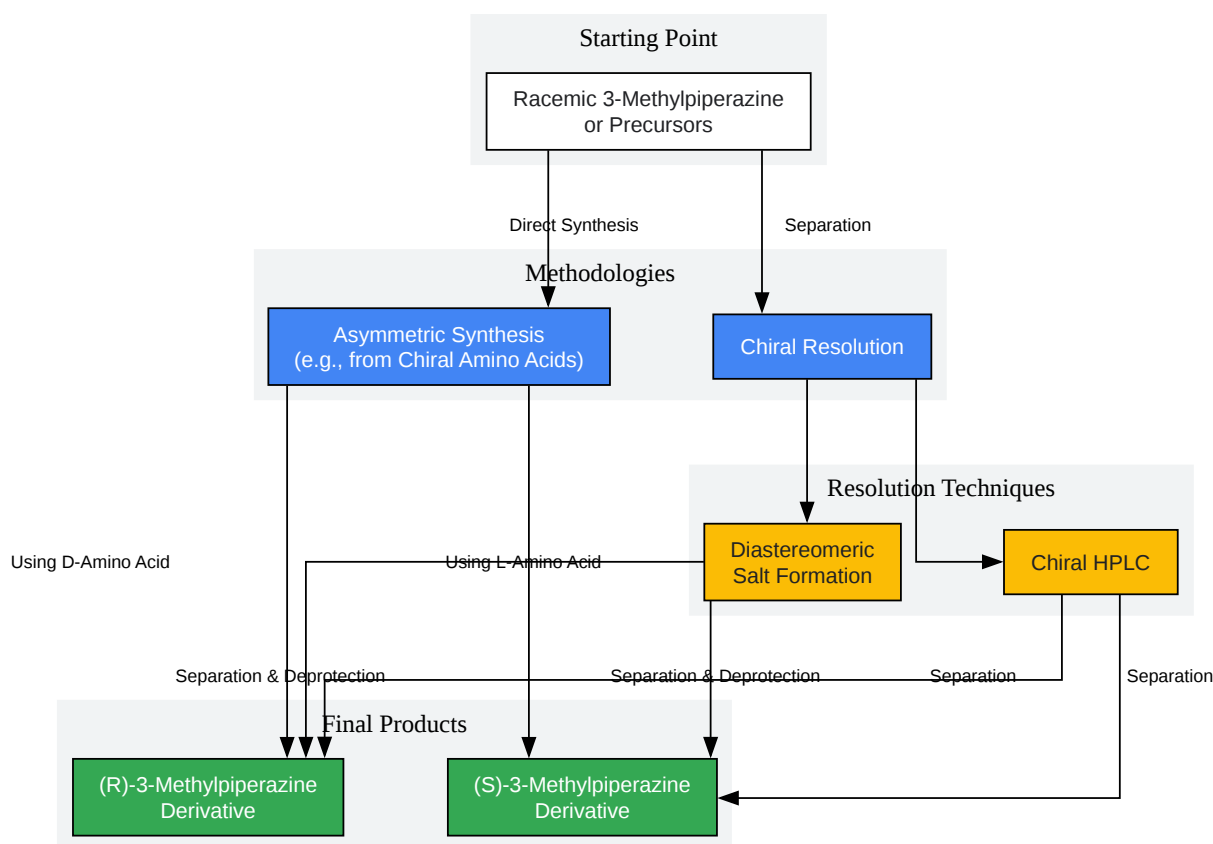 Starting Point
Racemic 3-Methylpiperazine
or Precursors
Direct Synthesis
Separation
Methodologies
Asymmetric Synthesis
(e.g., from Chiral Amino Acids)
Chiral Resolution
Resolution Techniques
Diastereomeric
Salt Formation
Chiral HPLC
Using D-Amino Acid
Using L-Amino Acid
Separation & Deprotection
Separation & Deprotection
Separation
Separation
Final Products
(R)-3-Methylpiperazine
Derivative
(S)-3-Methylpiperazine
Derivative